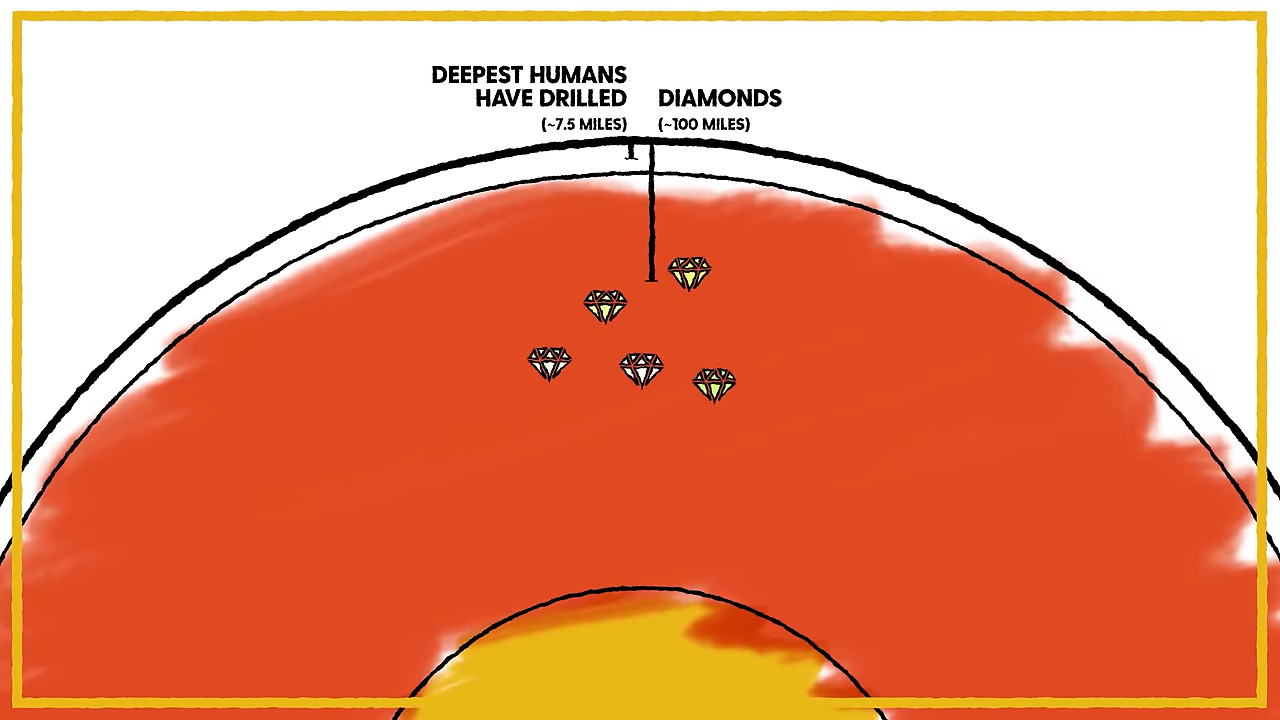 DEEPEST HUMANS
HAVE DRILLED
(~7.5 MILES)
DIAMONDS
(~100 MILES)